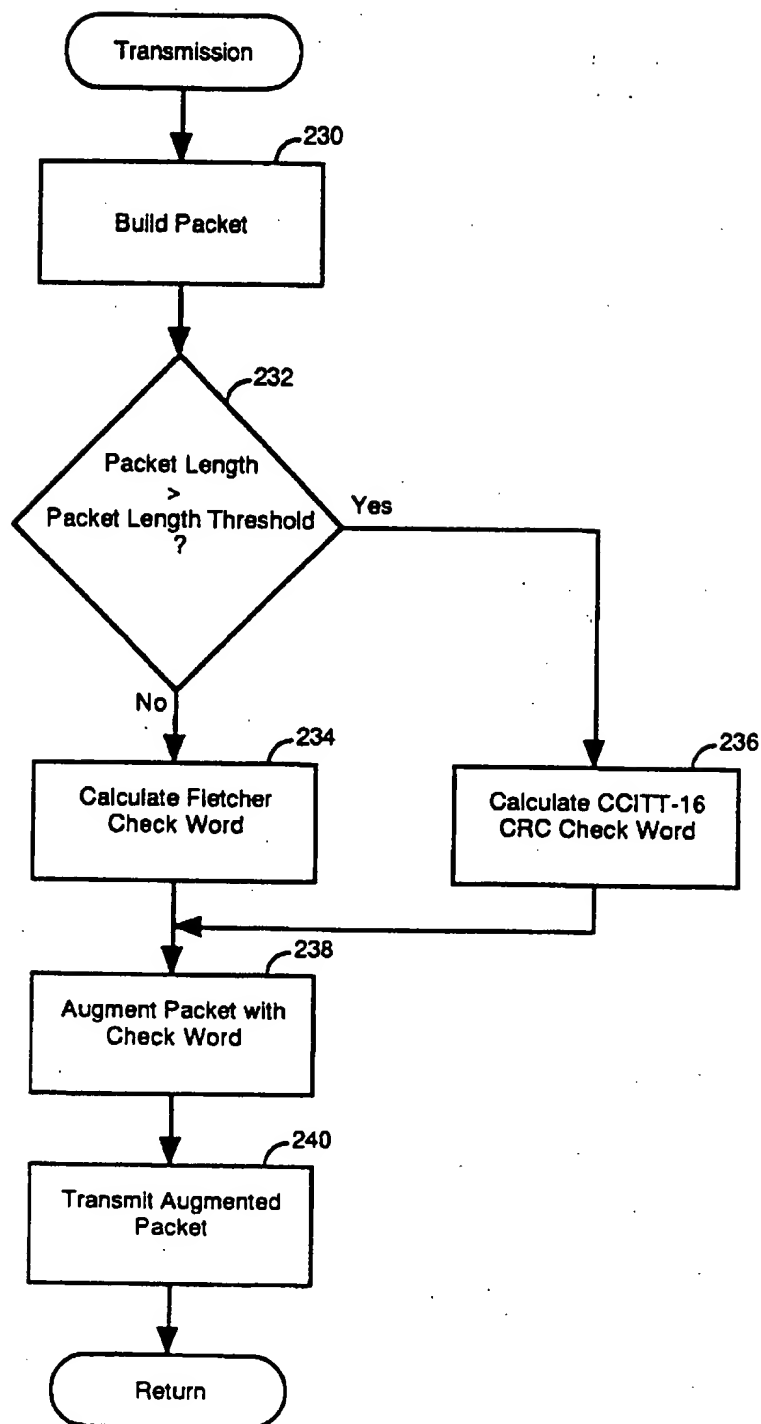 Transmission
230
Build Packet
232
Packet Length
>
Packet Length Threshold
?
Yes
No
234
Calculate Fletcher
Check Word
236
Calculate CCITT-16
CRC Check Word
238
Augment Packet with
Check Word
240
Transmit Augmented
Packet
Return